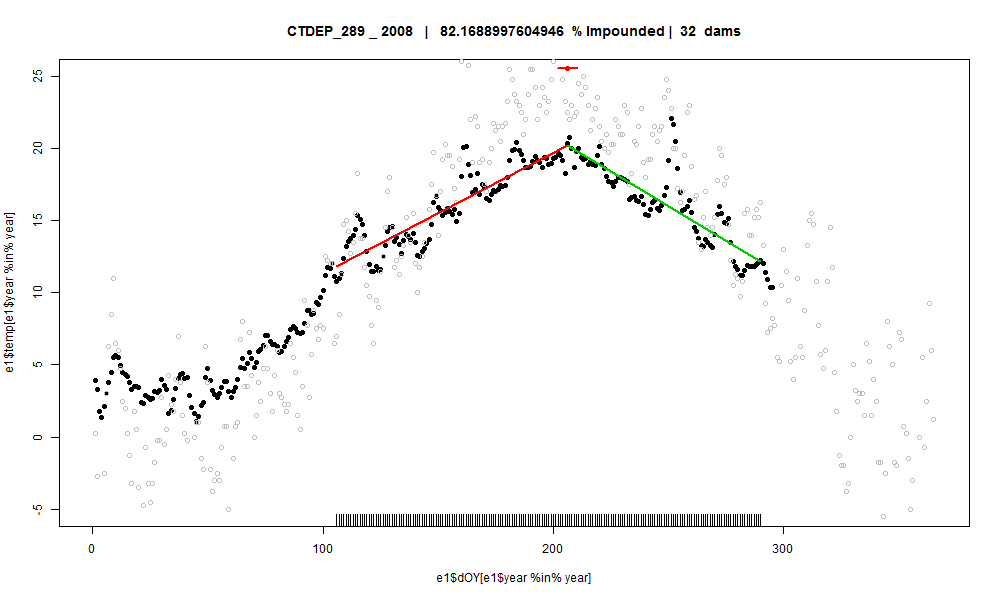 CTDEP_289 _ 2008 | 82.1688997604946 % Impounded | 32 dams
e1$temp[e1$year %in% year]
25
20
15
10
5
0
-5
0 100 200 300
e1$dOY[e1$year %in% year]